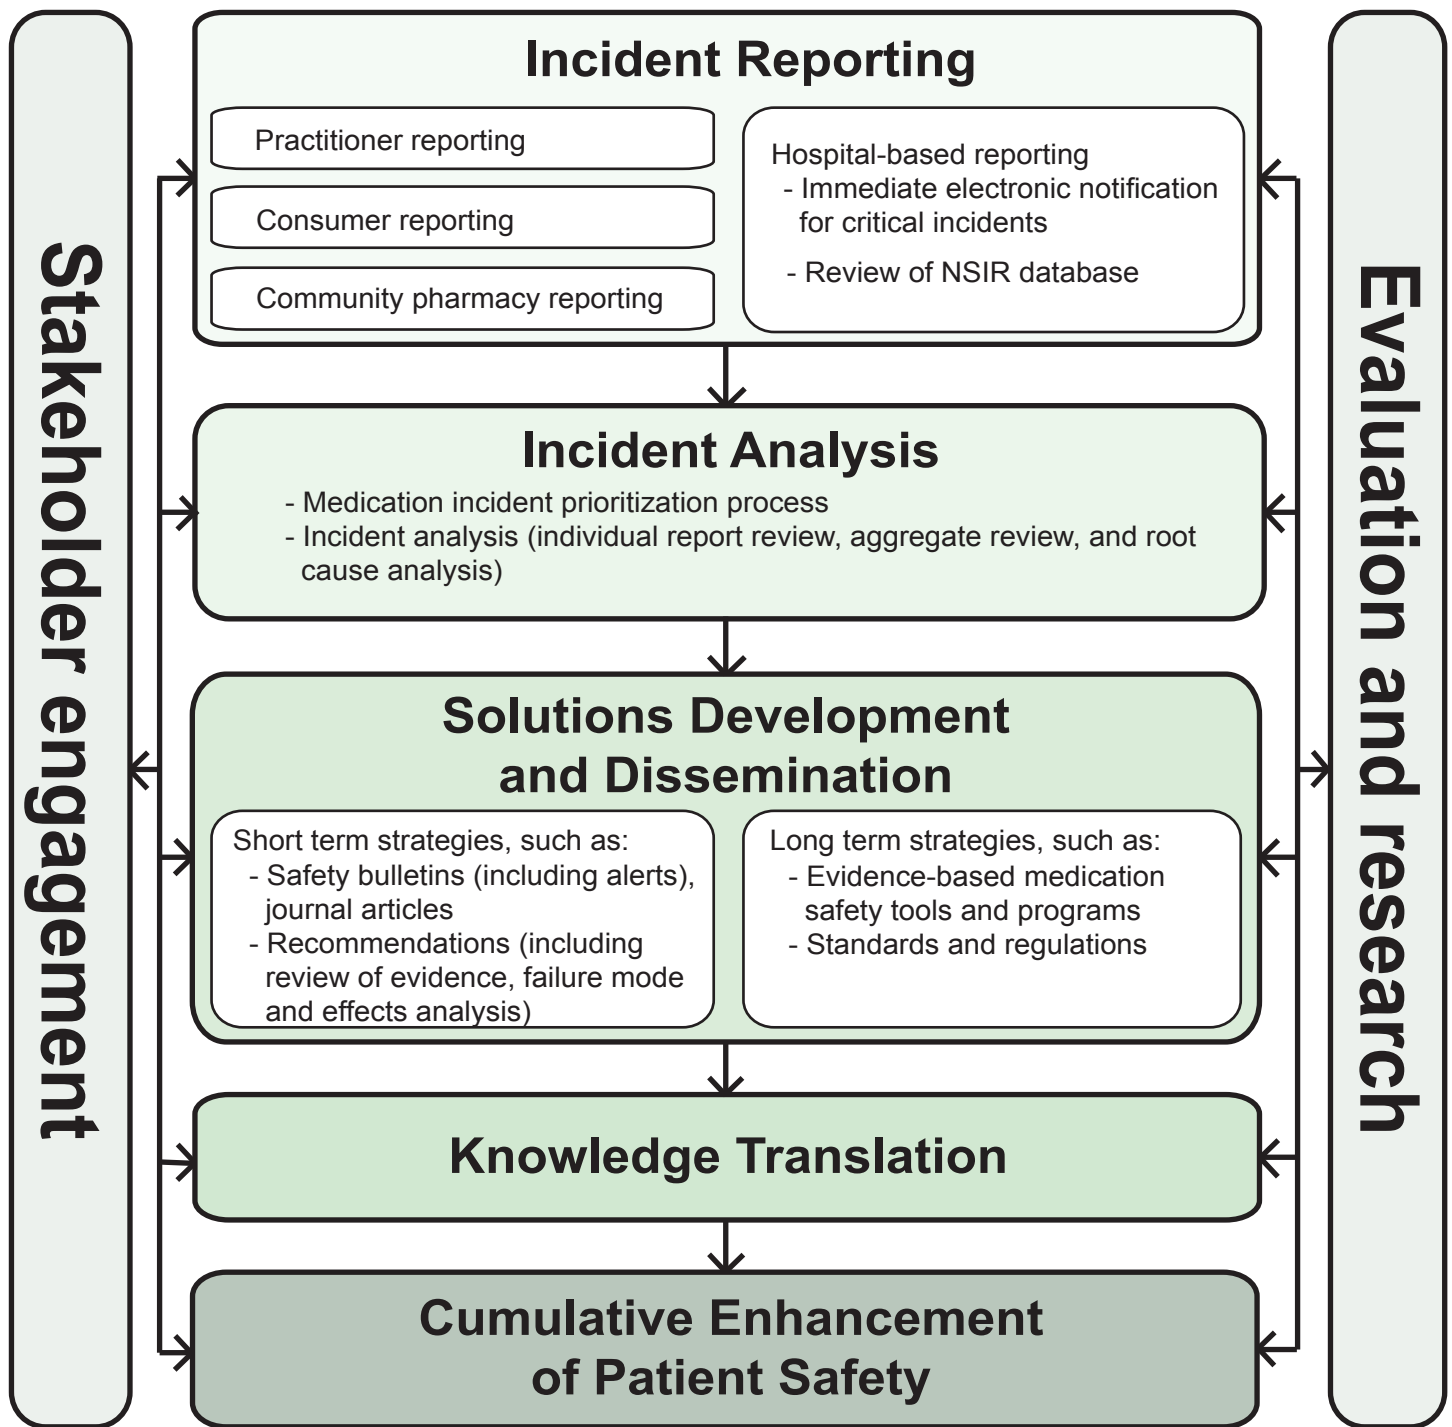 Stakeholder engagement
Incident Reporting
Practitioner reporting
Consumer reporting
Community pharmacy reporting
Hospital-based reporting
- Immediate electronic notification
for critical incidents
- Review of NSIR database
Incident Analysis
- Medication incident prioritization process
- Incident analysis (individual report review, aggregate review, and root
cause analysis)
Solutions Development
and Dissemination
Short term strategies, such as:
- Safety bulletins (including alerts),
journal articles
- Recommendations (including
review of evidence, failure mode
and effects analysis)
Long term strategies, such as:
- Evidence-based medication
safety tools and programs
- Standards and regulations
Knowledge Translation
Cumulative Enhancement
of Patient Safety
Evaluation and research